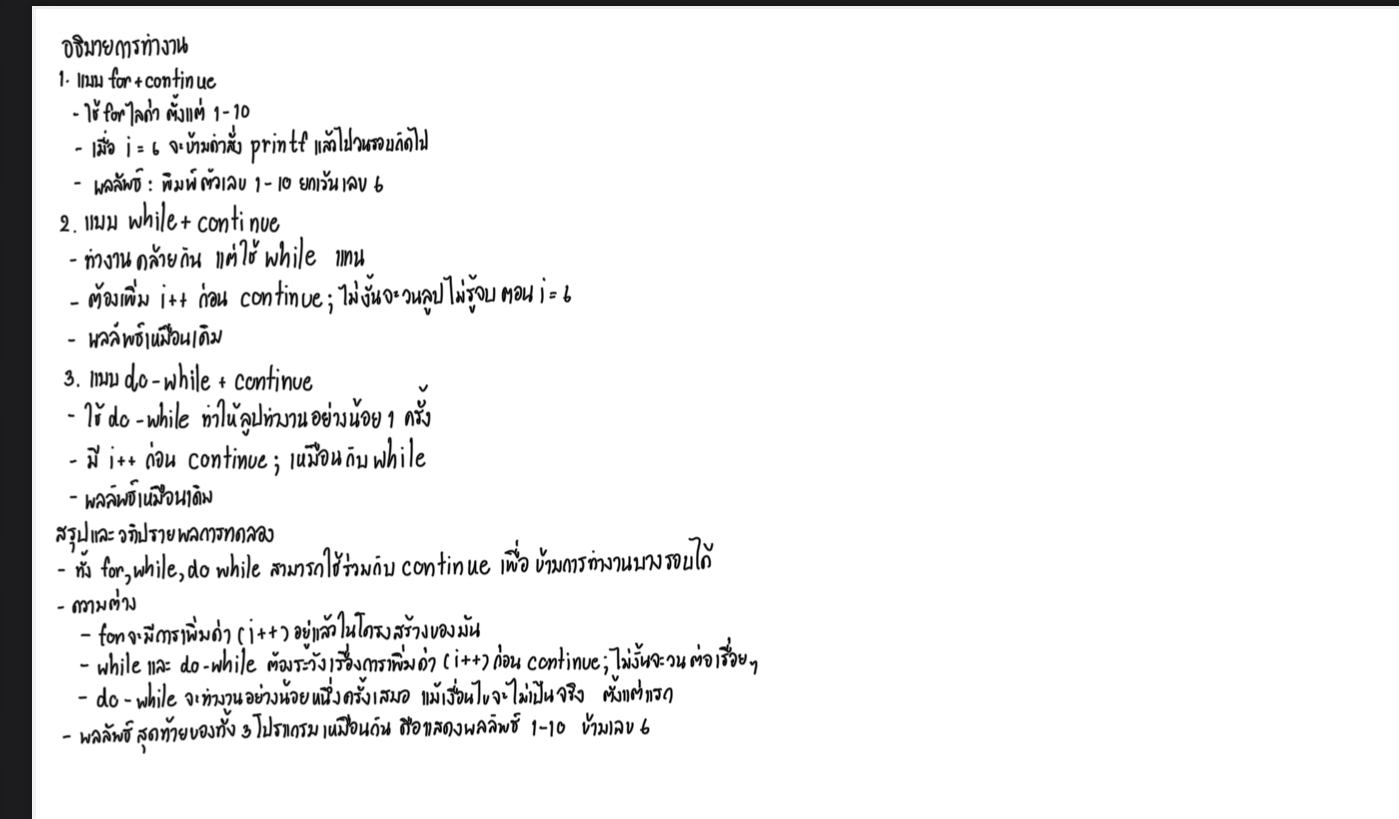 อธิบายการทำงาน
1. แบบ for+continue
- ใช้ for ไล่ค่า ตั้งแต่ 1-10
- เมื่อ i = 6 จะข้ามคำสั่ง printf แล้วไปวนรอบถัดไป
- ผลลัพธ์ : พิมพ์ตัวเลข 1-10 ยกเว้นเลข 6
2. แบบ while+ continue
- ทำงานคล้ายกัน แต่ใช้ while แทน
- ต้องเพิ่ม i++ ก่อน continue; ไม่งั้นจะวนลูปไม่รู้จบ ตอน i = 6
- ผลลัพธ์เหมือนเดิม
3. แบบ do-while + continue
- ใช้ do-while ทำให้ลูปทำงานอย่างน้อย 1 ครั้ง
- มี i++ ก่อน continue; เหมือนกับ while
- ผลลัพธ์เหมือนเดิม
สรุปและอภิปรายผลการทดลอง
- ทั้ง for, while, do while สามารถใช้ร่วมกับ continue เพื่อ ข้ามการทำงานบางรอบได้
- ความต่าง
- for จะมีการเพิ่มค่า (i++) อยู่แล้วในโครงสร้างของมัน
- while และ do-while ต้องระวังเรื่องการเพิ่มค่า (i++) ก่อน continue; ไม่งั้นจะวนต่อเรื่อยๆ
- do-while จะทำงานอย่างน้อยหนึ่งครั้งเสมอ แม้เงื่อนไขจะไม่เป็นจริง ตั้งแต่แรก
- ผลลัพธ์สุดท้ายของทั้ง 3 โปรแกรมเหมือนกัน คือแสดงผลลัพธ์ 1-10 ข้ามเลข 6